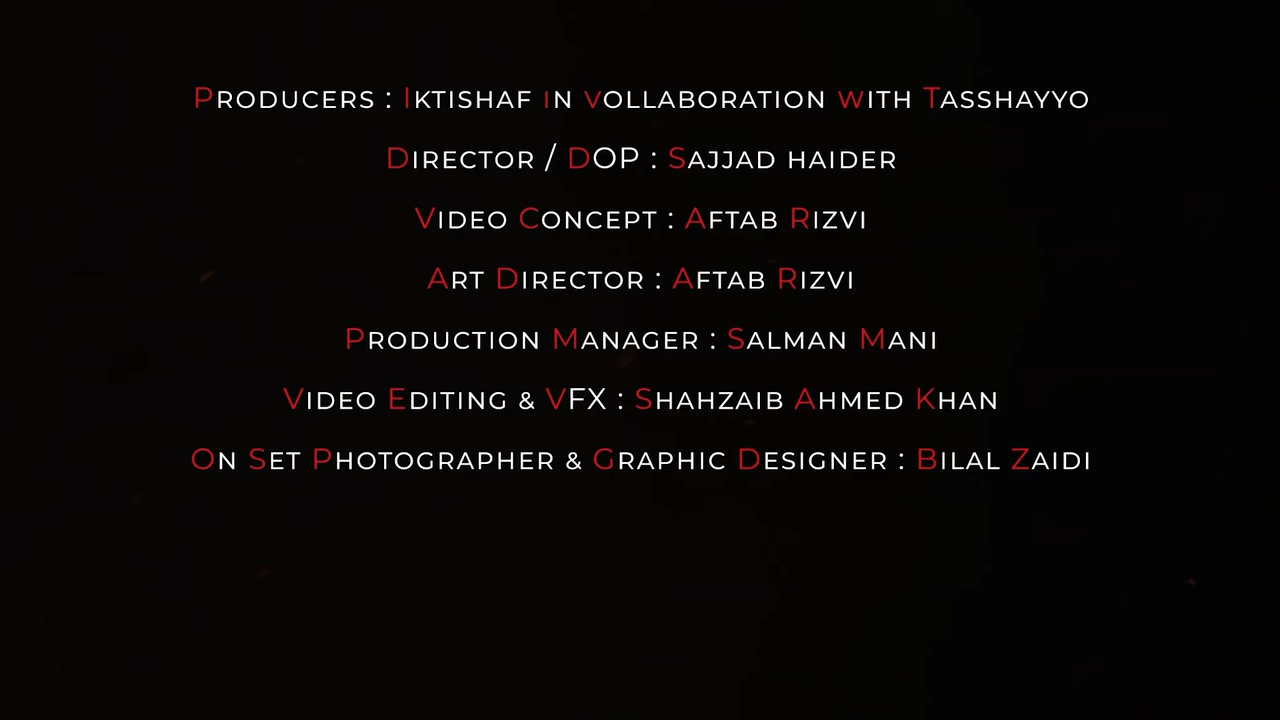 Producers : Iktishaf in vollaboration with Tasshayyo
Director / DOP : Sajjad haider
Video Concept : Aftab Rizvi
Art Director : Aftab Rizvi
Production Manager : Salman Mani
Video Editing & VFX : Shahzaib Ahmed Khan
On Set Photographer & Graphic Designer : Bilal Zaidi